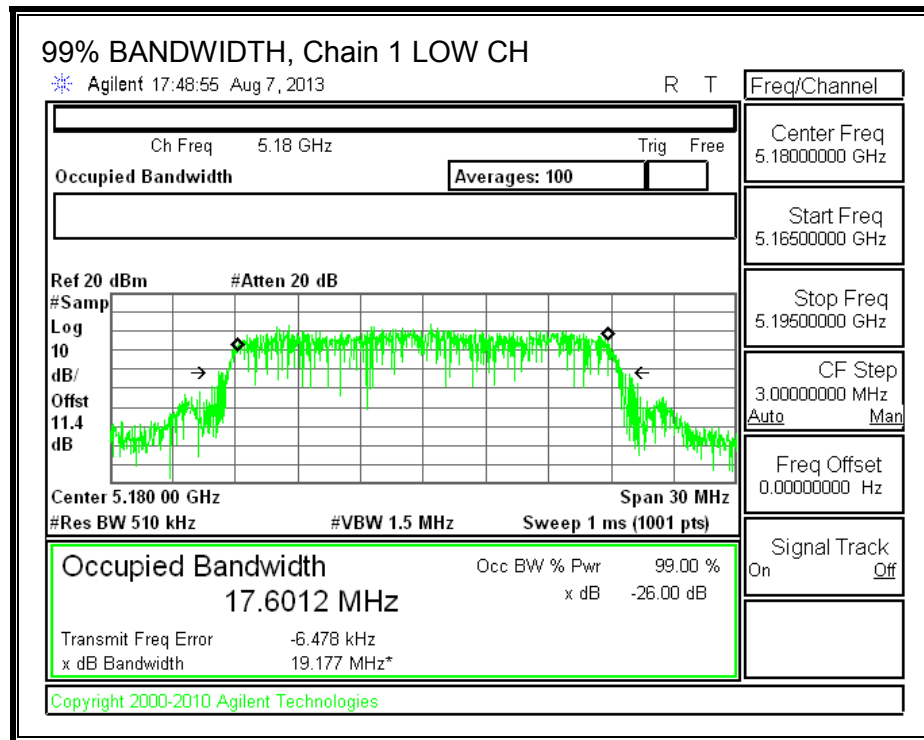 99% BANDWIDTH, Chain 1 LOW CH
Agilent 17:48:55 Aug 7, 2013 R T
Freq/Channel
Ch Freq 5.18 GHz Trig Free
Occupied Bandwidth Averages: 100
Center Freq
5.18000000 GHz
Start Freq
5.16500000 GHz
Stop Freq
5.19500000 GHz
CF Step
3.00000000 MHz
Auto Man
Freq Offset
0.00000000 Hz
Signal Track
On Off
Ref 20 dBm #Atten 20 dB
#Samp
Log
10
dB/
Offst
11.4
dB
Center 5.180 00 GHz Span 30 MHz
#Res BW 510 kHz #VBW 1.5 MHz Sweep 1 ms (1001 pts)
Occupied Bandwidth Occ BW % Pwr 99.00 %
17.6012 MHz x dB -26.00 dB
Transmit Freq Error -6.478 kHz
x dB Bandwidth 19.177 MHz*
Copyright 2000-2010 Agilent Technologies